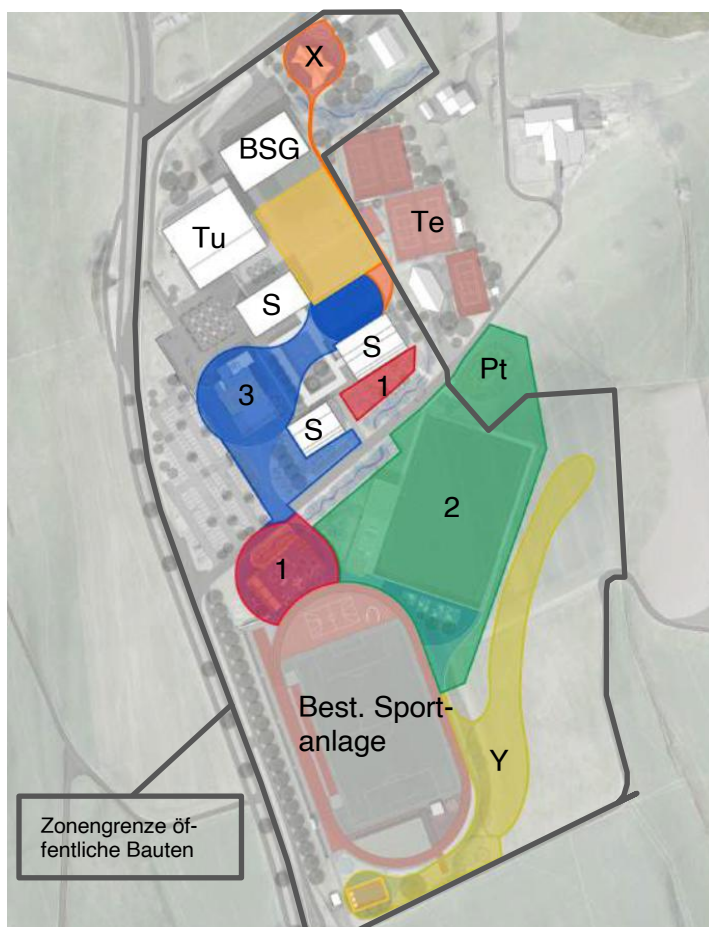 X
BSG
Te
Tu
S
S
Pt
3
1
S
2
1
Best. Sport-
anlage
Y
Zonengrenze öf-
fentliche Bauten